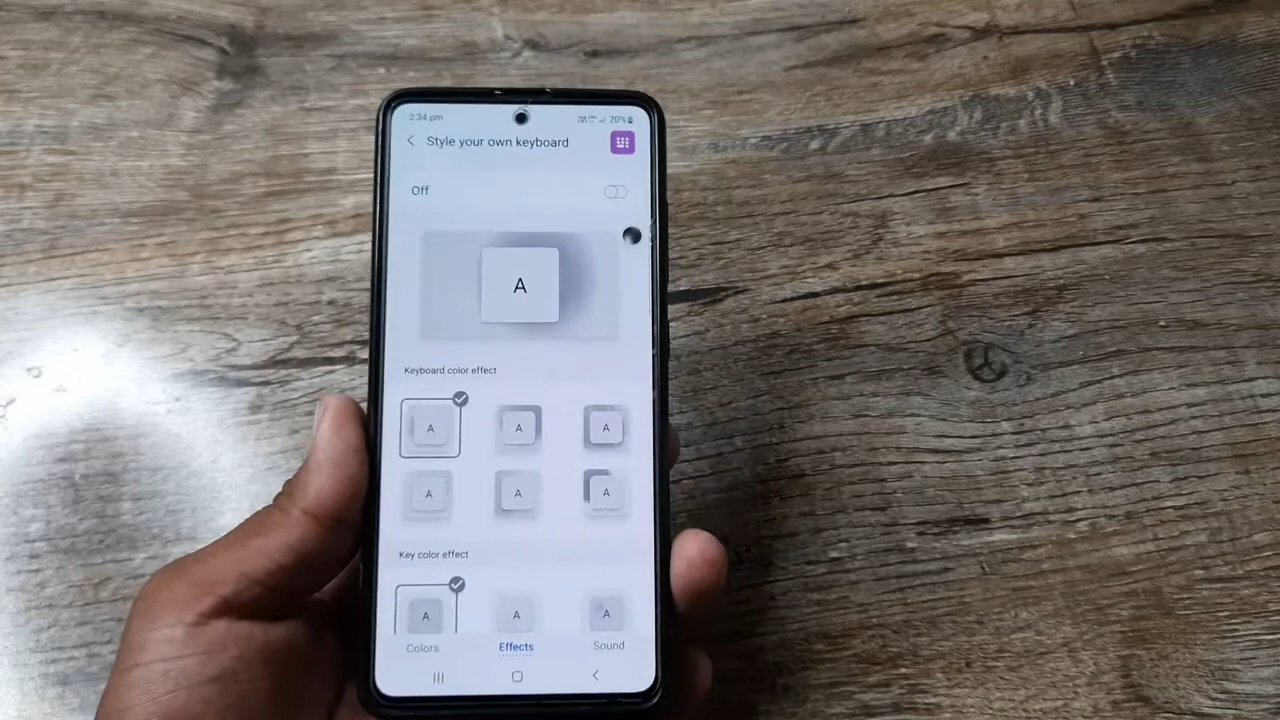 2:34 pm 20%
Style your own keyboard
Off
A
Keyboard color effect
A A A
A A A
Key color effect
A A A
Colors Effects Sound